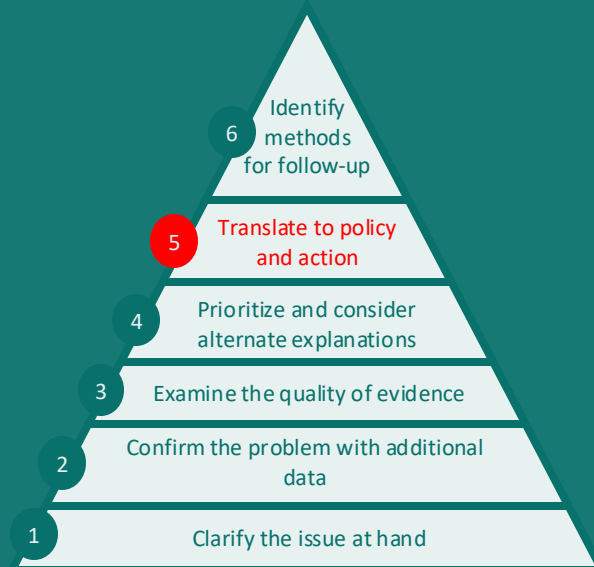 6
Identify
methods
for follow-up
5
Translate to policy
and action
4
Prioritize and consider
alternate explanations
3
Examine the quality of evidence
2
Confirm the problem with additional
data
1
Clarify the issue at hand